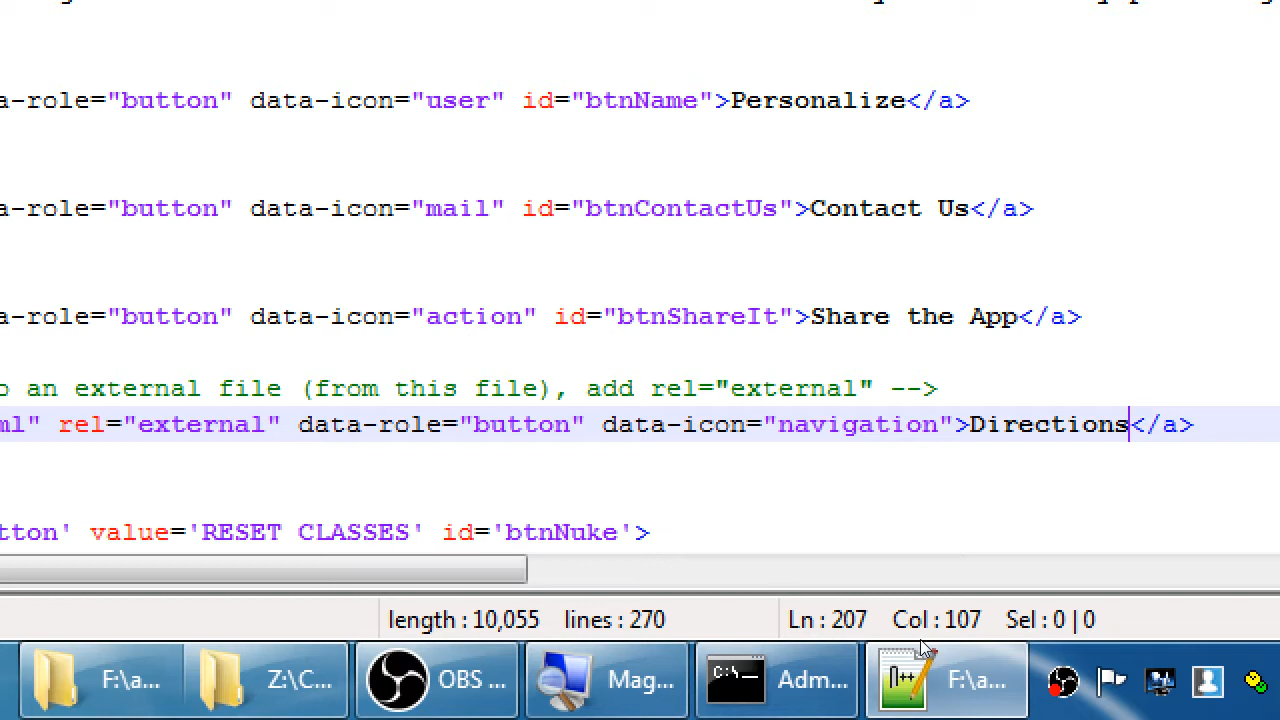 a-role="button" data-icon="user" id="btnName">Personalize</a>
a-role="button" data-icon="mail" id="btnContactUs">Contact Us</a>
a-role="button" data-icon="action" id="btnShareIt">Share the App</a>
o an external file (from this file), add rel="external" -->
ml" rel="external" data-role="button" data-icon="navigation">Directions</a>
tton' value='RESET CLASSES' id='btnNuke'>
length : 10,055 lines : 270 Ln : 207 Col : 107 Sel : 0 | 0
F:\a... Z:\C... OBS ... Mag... C:\ Adm... n++ F:\a...